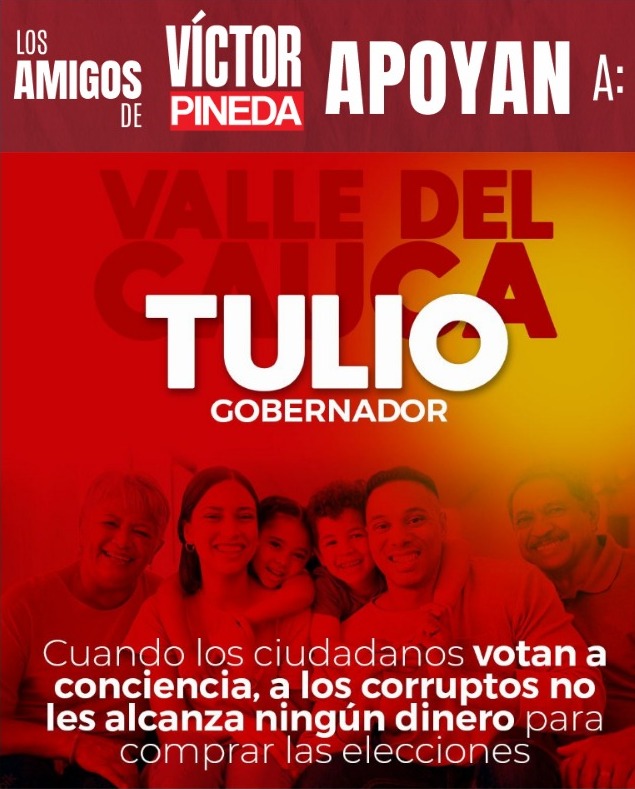 LOS
AMIGOS
DE
VÍCTOR
PINEDA
APOYAN A:
VALLE DEL
CAUCA
TULIO
GOBERNADOR
Cuando los ciudadanos votan a
conciencia, a los corruptos no
les alcanza ningún dinero para
comprar las elecciones